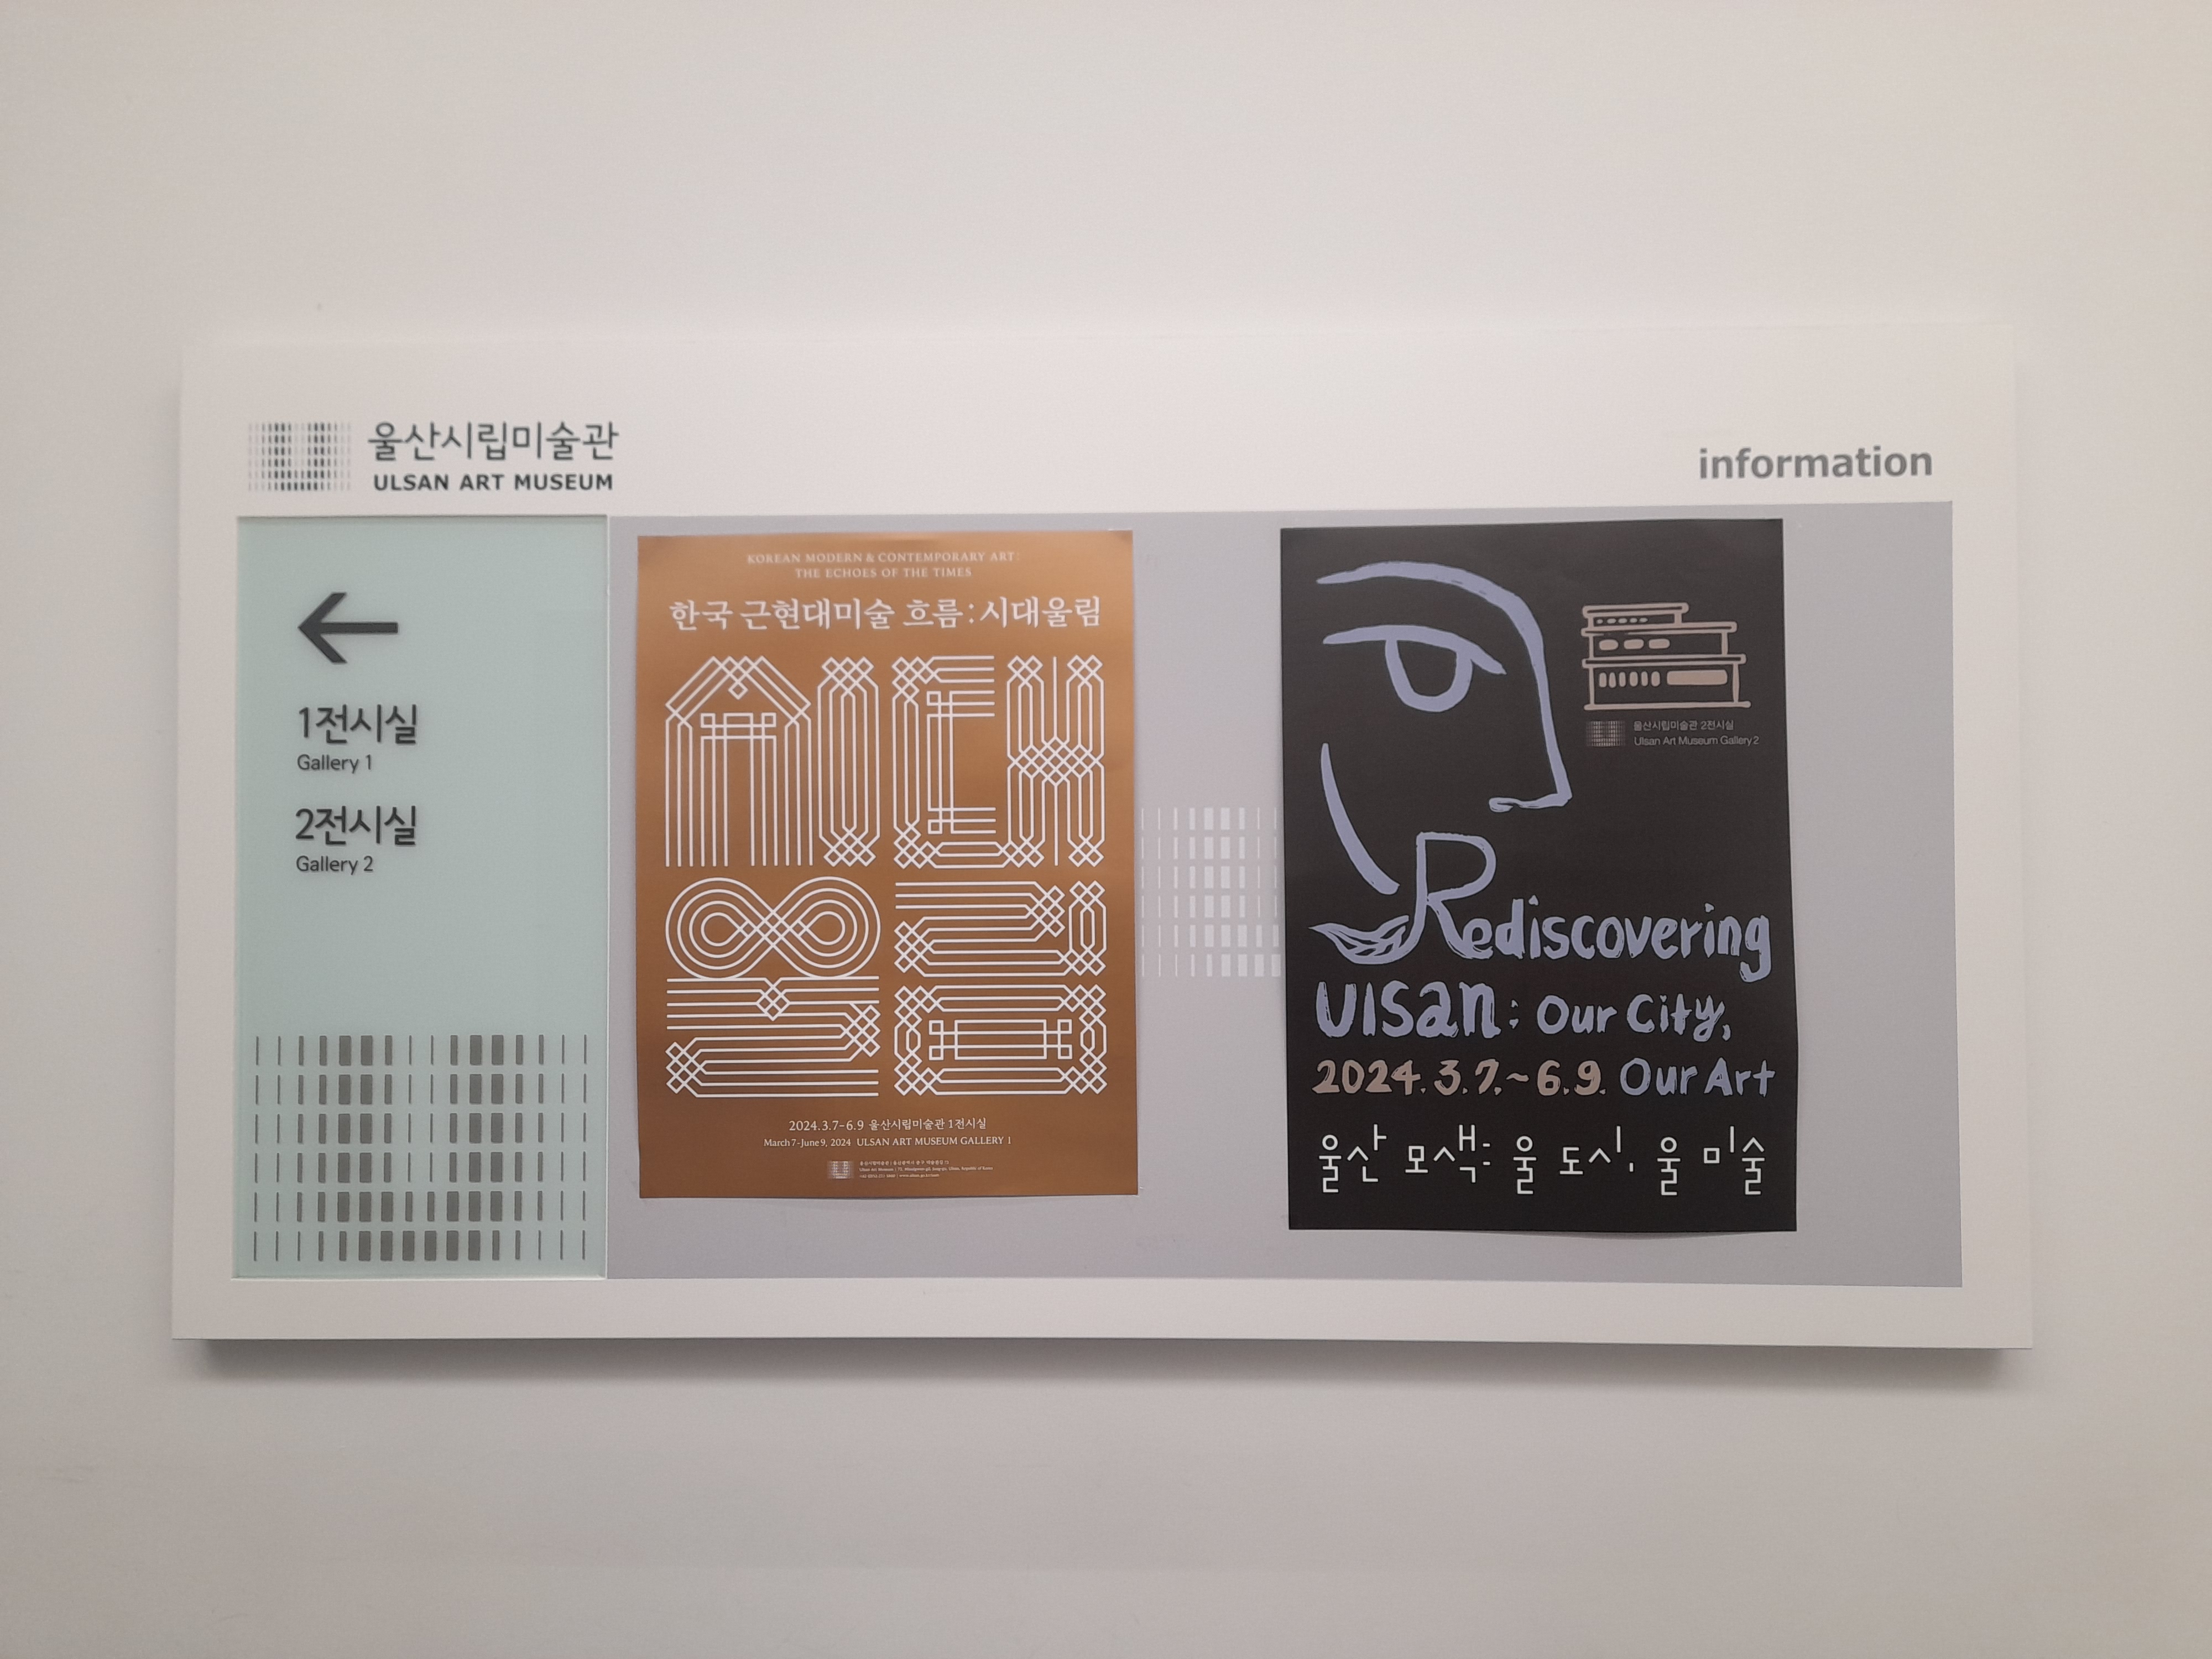 울산시립미술관
ULSAN ART MUSEUM
information
1전시실
Gallery 1
2전시실
Gallery 2
KOREAN MODERN & CONTEMPORARY ART:
THE ECHOES OF THE TIMES
한국 근현대미술 흐름:시대울림
2024.3.7-6.9 울산시립미술관 1전시실
March 7-June 9, 2024 ULSAN ART MUSEUM GALLERY 1
울산시립미술관 2전시실
Ulsan Art Museum Gallery 2
Rediscovering
Ulsan: Our City,
2024.3.7.~6.9. Our Art
울산 모색: 울 도시, 울 미술